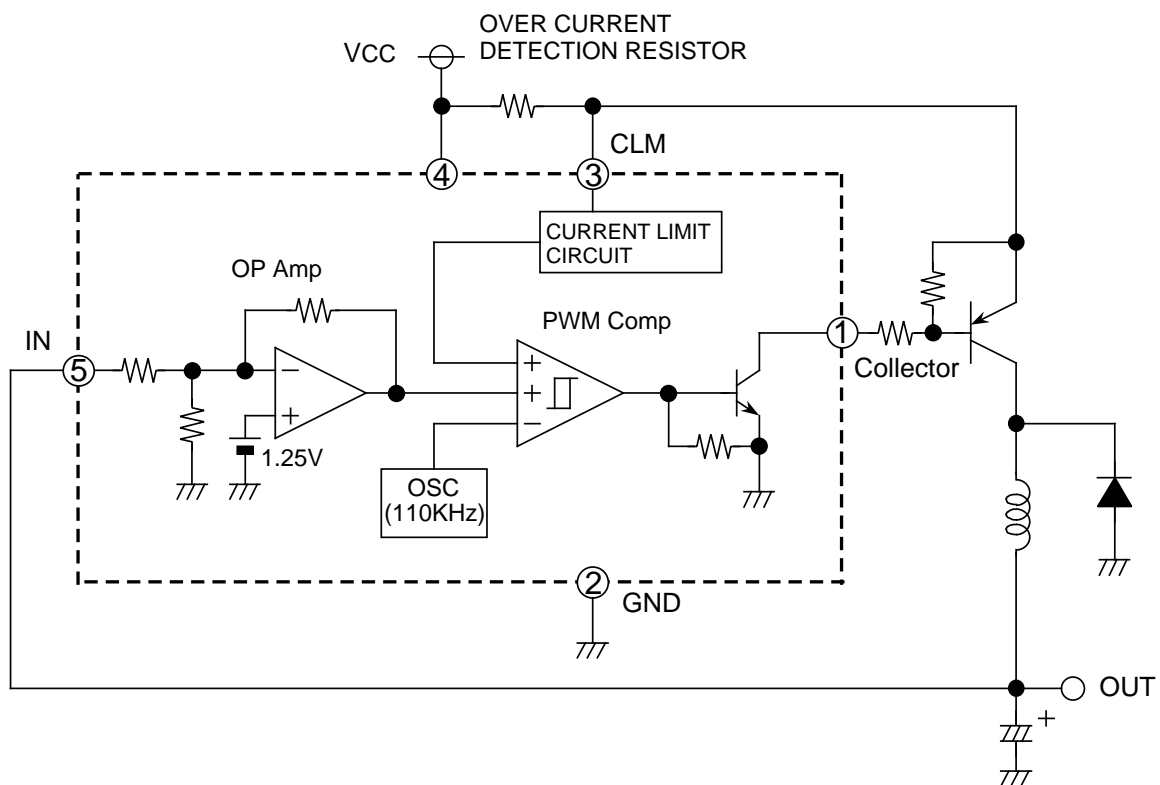 OVER CURRENT
DETECTION RESISTOR
VCC
CLM
4
3
CURRENT LIMIT
CIRCUIT
OP Amp
PWM Comp
1
IN
5
Collector
−
+
+
+
−
1.25V
OSC
(110KHz)
2
GND
OUT
+